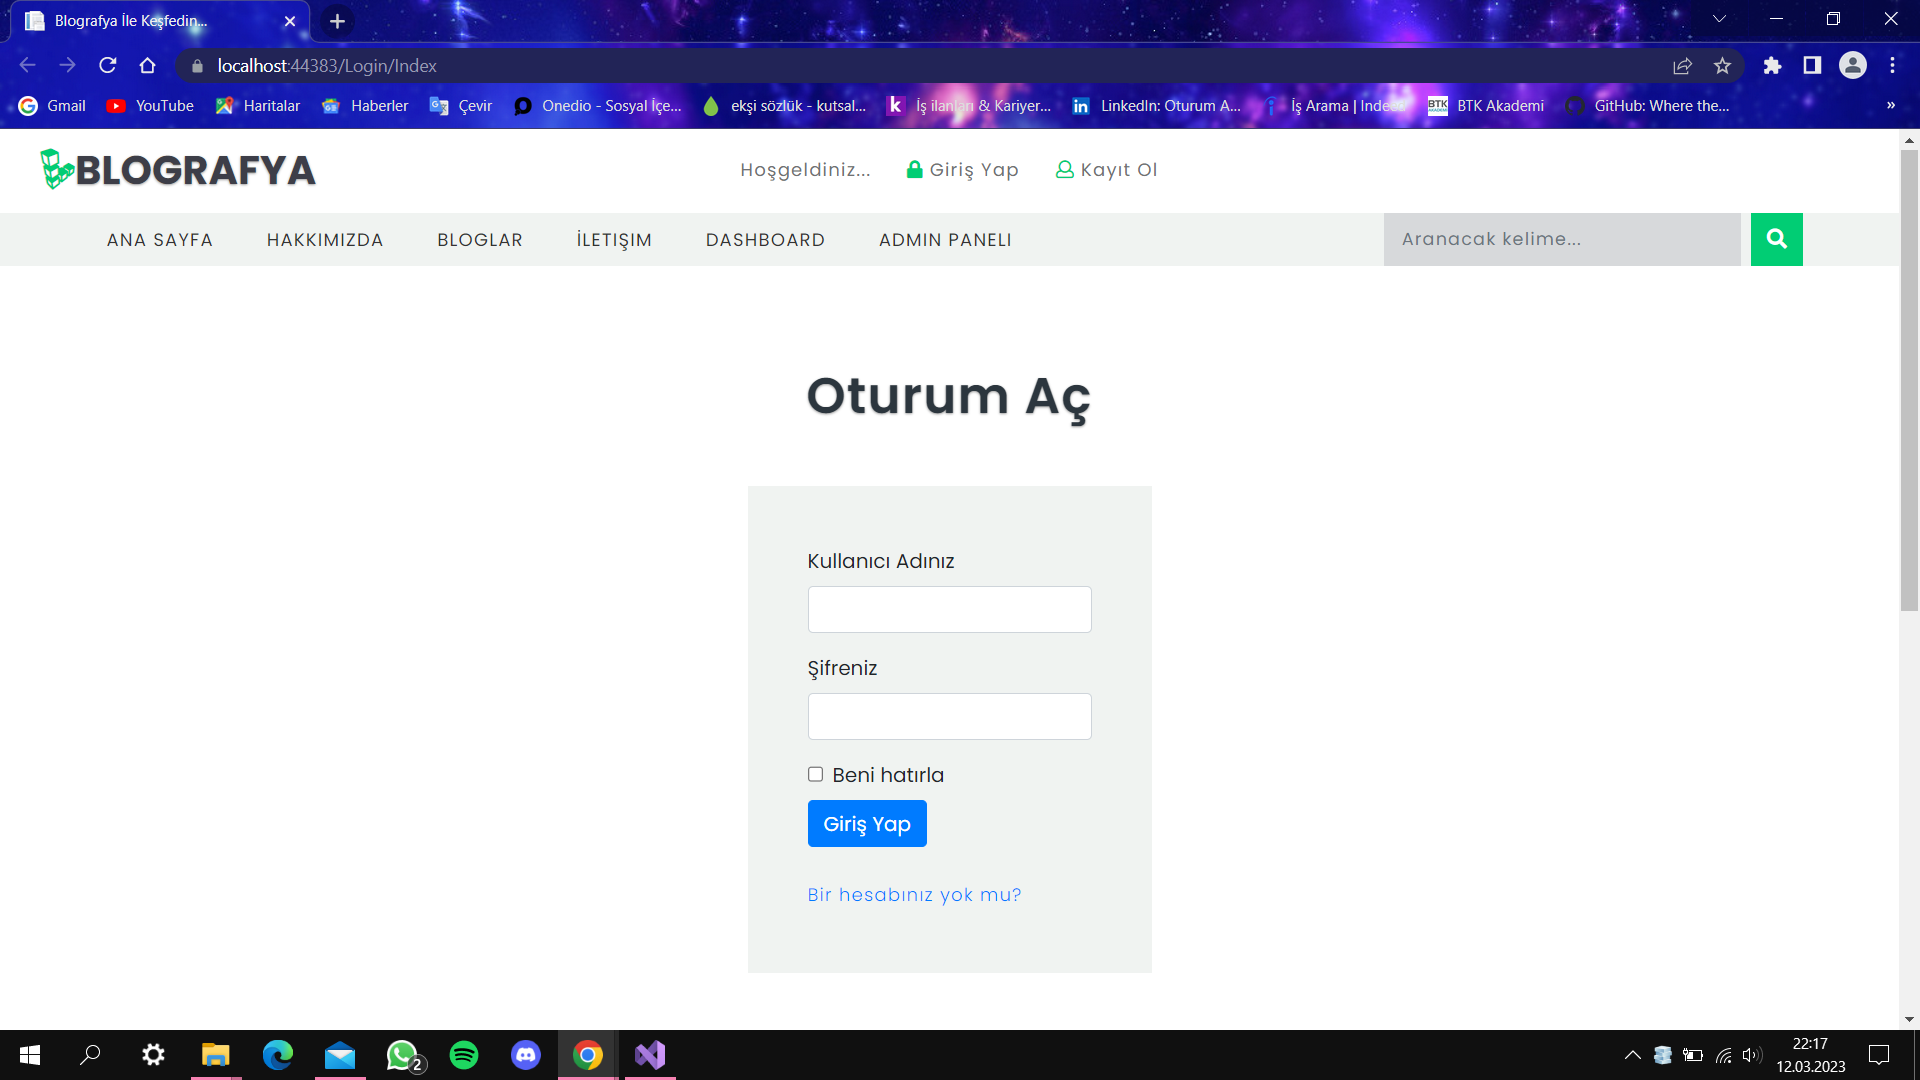 Blografya İle Keşfedin...
localhost:44383/Login/Index
Gmail YouTube Haritalar Haberler Çevir Onedio - Sosyal İçe... ekşi sözlük - kutsal... İş ilanları & Kariyer... LinkedIn: Oturum A... İş Arama | Indeed BTK Akademi GitHub: Where the... »
BLOGRAFYA
Hoşgeldiniz... Giriş Yap Kayıt Ol
ANA SAYFA HAKKIMIZDA BLOGLAR İLETIŞIM DASHBOARD ADMIN PANELI Aranacak kelime...
Oturum Aç
Kullanıcı Adınız
Şifreniz
Beni hatırla
Giriş Yap
Bir hesabınız yok mu?
2
22:17
12.03.2023